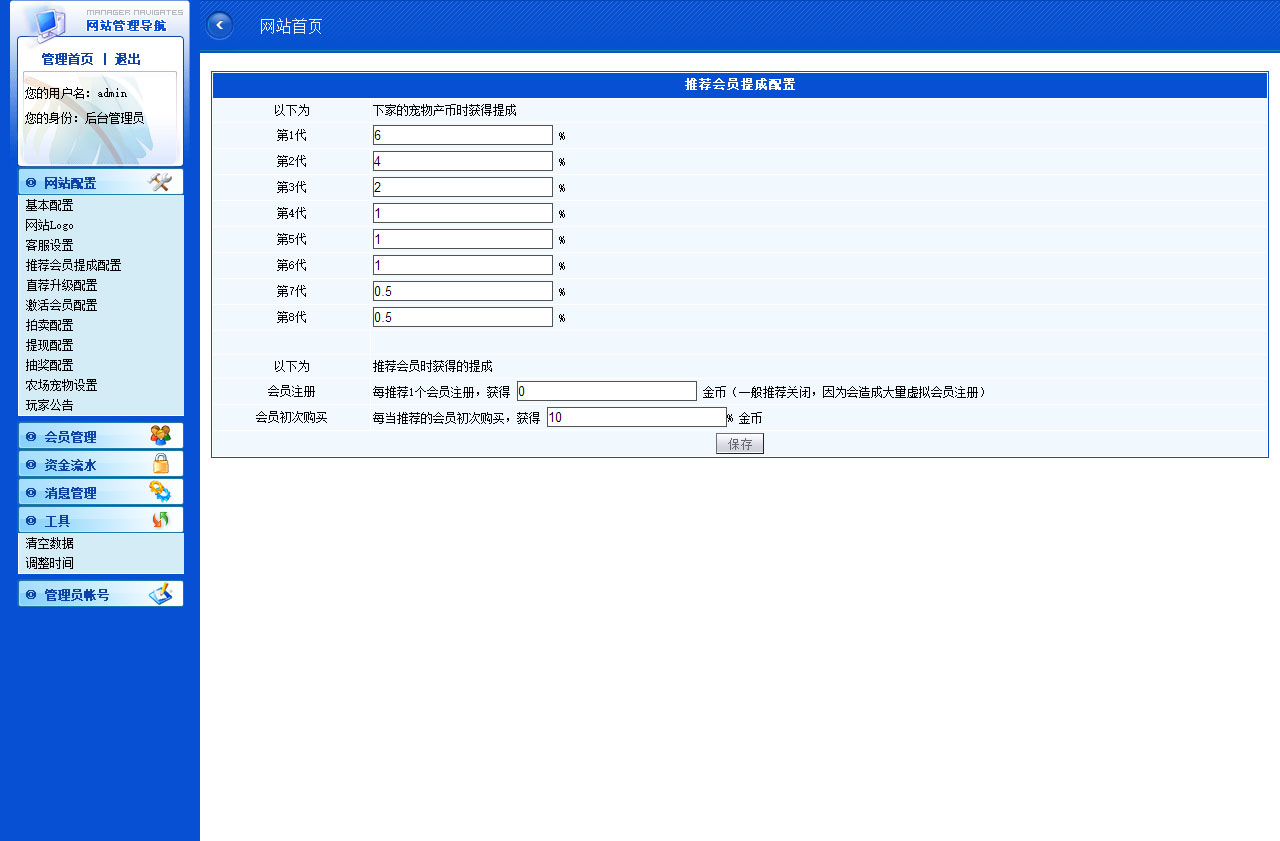 MANAGER NAVIGATES
网站管理导航
管理首页 | 退出
您的用户名：admin
您的身份：后台管理员
网站配置
基本配置
网站Logo
客服设置
推荐会员提成配置
直荐升级配置
激活会员配置
拍卖配置
提现配置
抽奖配置
农场宠物设置
玩家公告
会员管理
资金流水
消息管理
工具
清空数据
调整时间
管理员帐号
网站首页
推荐会员提成配置
以下为 下家的宠物产币时获得提成
第1代 6 %
第2代 4 %
第3代 2 %
第4代 1 %
第5代 1 %
第6代 1 %
第7代 0.5 %
第8代 0.5 %
以下为 推荐会员时获得的提成
会员注册 每推荐1个会员注册，获得 0 金币（一般推荐关闭，因为会造成大量虚拟会员注册）
会员初次购买 每当推荐的会员初次购买，获得 10 % 金币
保存